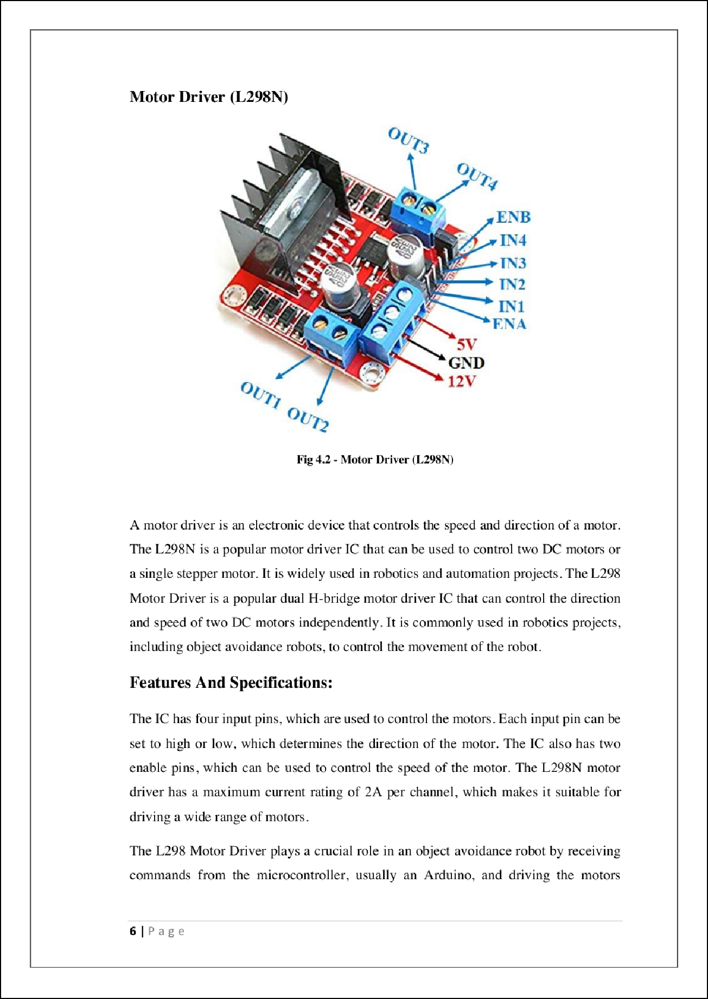 Motor Driver (L298N)
OUT3
OUT4
ENB
IN4
IN3
IN2
IN1
ENA
5V
GND
12V
OUT1
OUT2
Fig 4.2 - Motor Driver (L298N)
A motor driver is an electronic device that controls the speed and direction of a motor.
The L298N is a popular motor driver IC that can be used to control two DC motors or
a single stepper motor. It is widely used in robotics and automation projects. The L298
Motor Driver is a popular dual H-bridge motor driver IC that can control the direction
and speed of two DC motors independently. It is commonly used in robotics projects,
including object avoidance robots, to control the movement of the robot.
Features And Specifications:
The IC has four input pins, which are used to control the motors. Each input pin can be
set to high or low, which determines the direction of the motor. The IC also has two
enable pins, which can be used to control the speed of the motor. The L298N motor
driver has a maximum current rating of 2A per channel, which makes it suitable for
driving a wide range of motors.
The L298 Motor Driver plays a crucial role in an object avoidance robot by receiving
commands from the microcontroller, usually an Arduino, and driving the motors
6 | Page